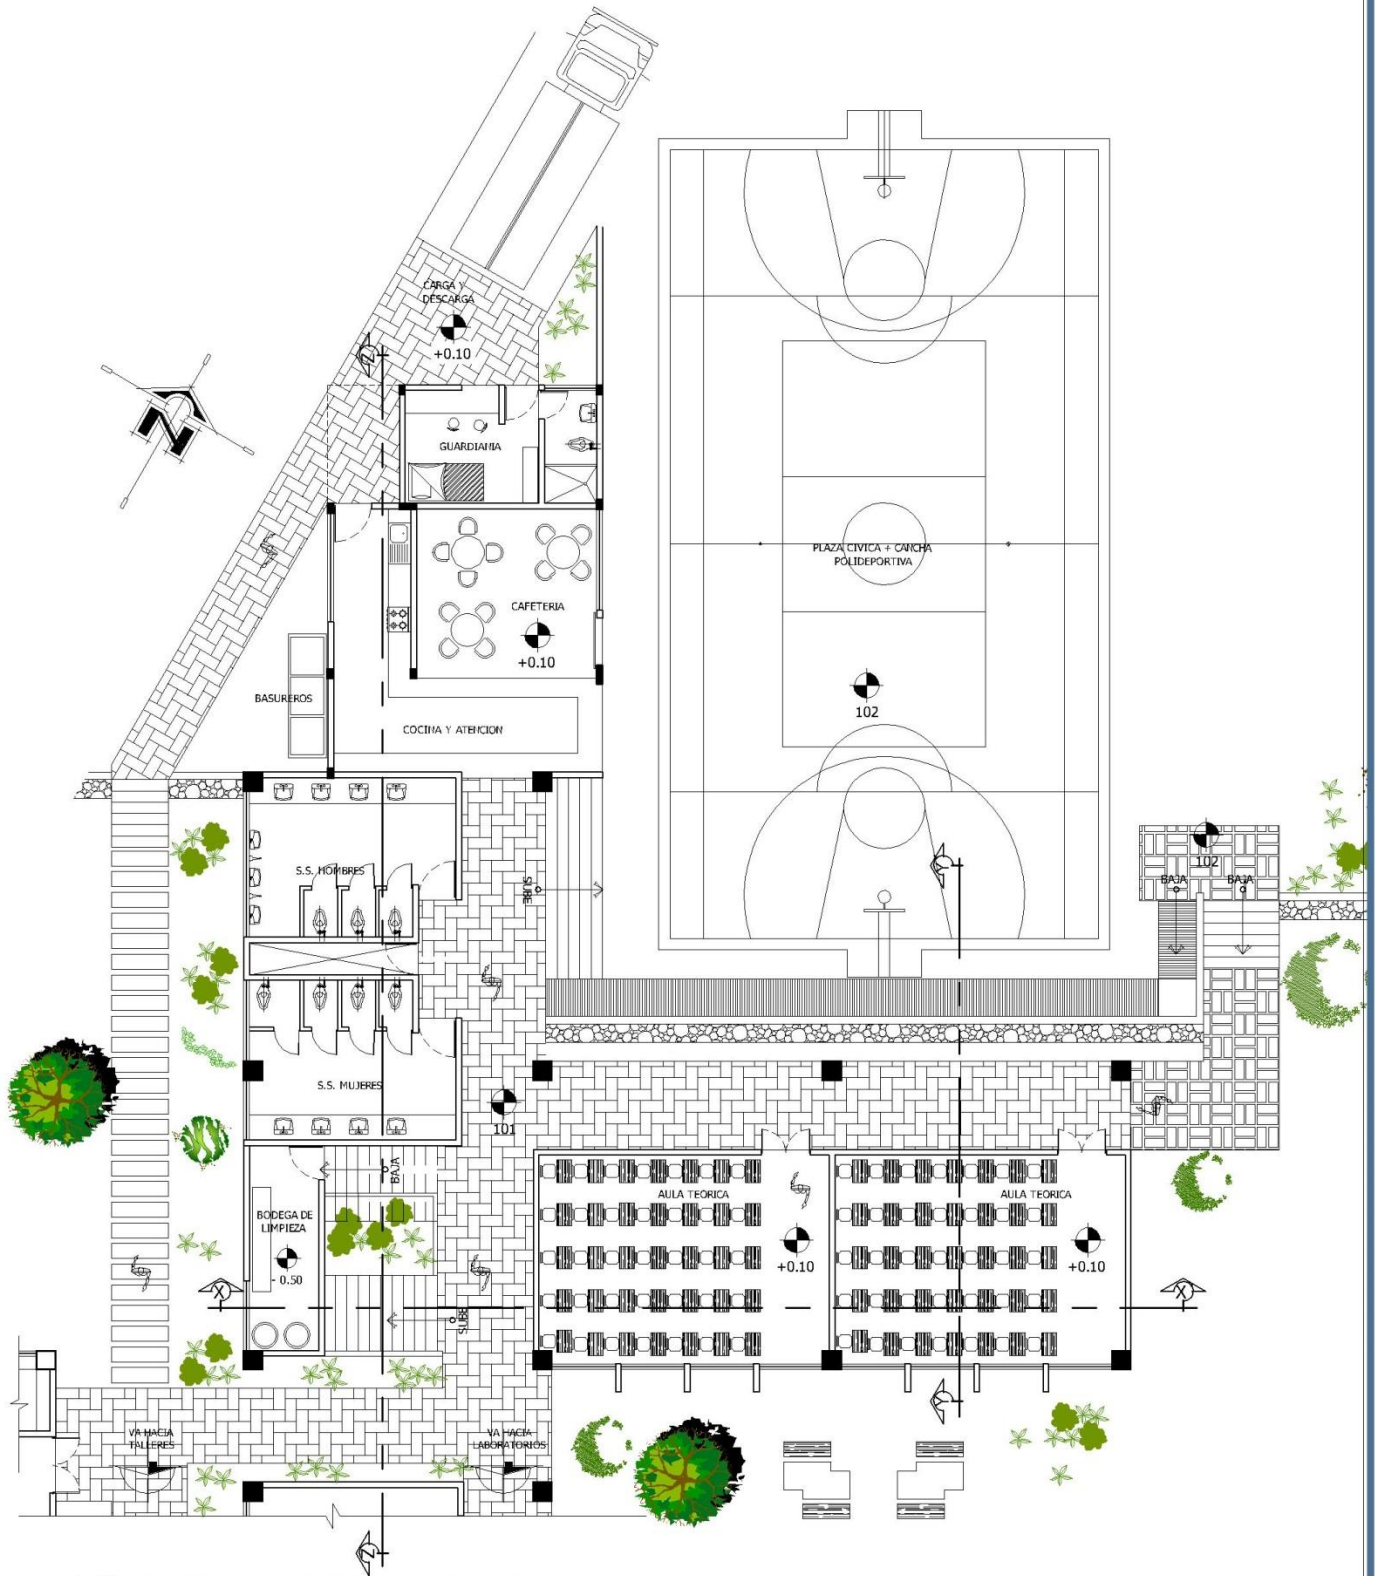 CARGA Y
DESCARGA
+0.10
Z
N
GUARDIANIA
PLAZA CIVICA + CANCHA
POLIDEPORTIVA
CAFETERIA
+0.10
102
BASUREROS
COCINA Y ATENCION
102
Y
S.S. HOMBRES
SUBE
BAJA
BAJA
S.S. MUJERES
101
BAJA
AULA TEORICA
AULA TEORICA
BODEGA DE
LIMPIEZA
- 0.50
+0.10
+0.10
X
X
SUBE
Y
VA HACIA
TALLERES
VA HACIA
LABORATORIOS
Z